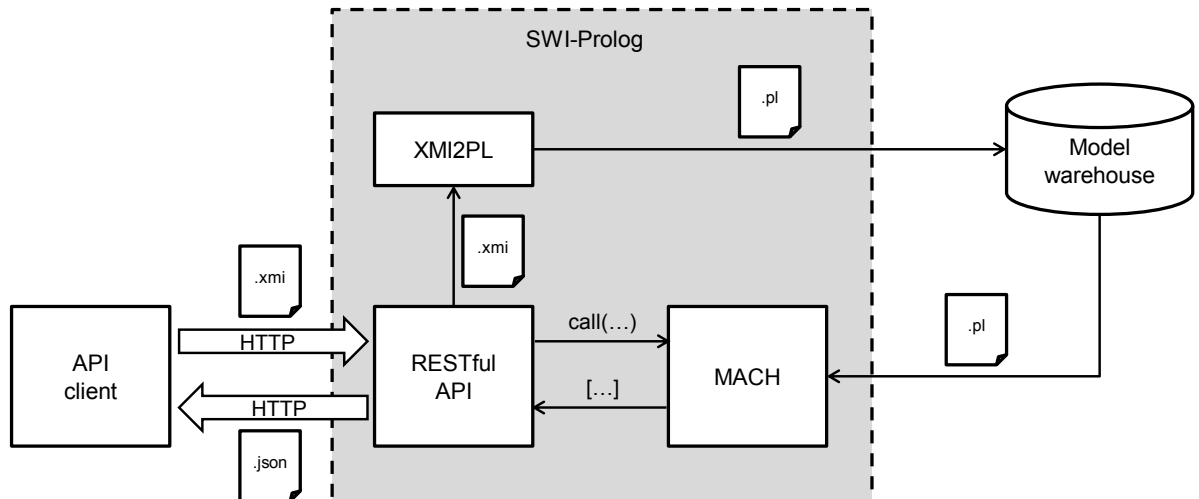 SWI-Prolog
.pl
XMI2PL
Model
warehouse
.xmi
.xmi
.pl
call(…)
HTTP
API
client
RESTful
API
MACH
[…]
HTTP
.json